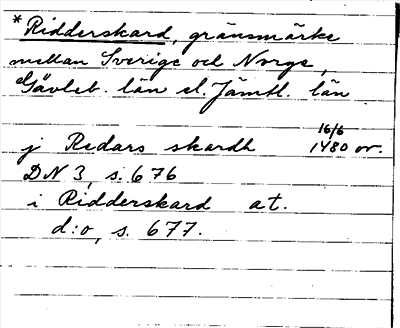 *Ridderskard, gränsmärke
mellan Sverige och Norge,
Gävleb. län el. Jämtl. län
j Redars skardh 16/6 1480 or.
DN 3, s. 676
i Ridderskard at.
d:o, s. 677.